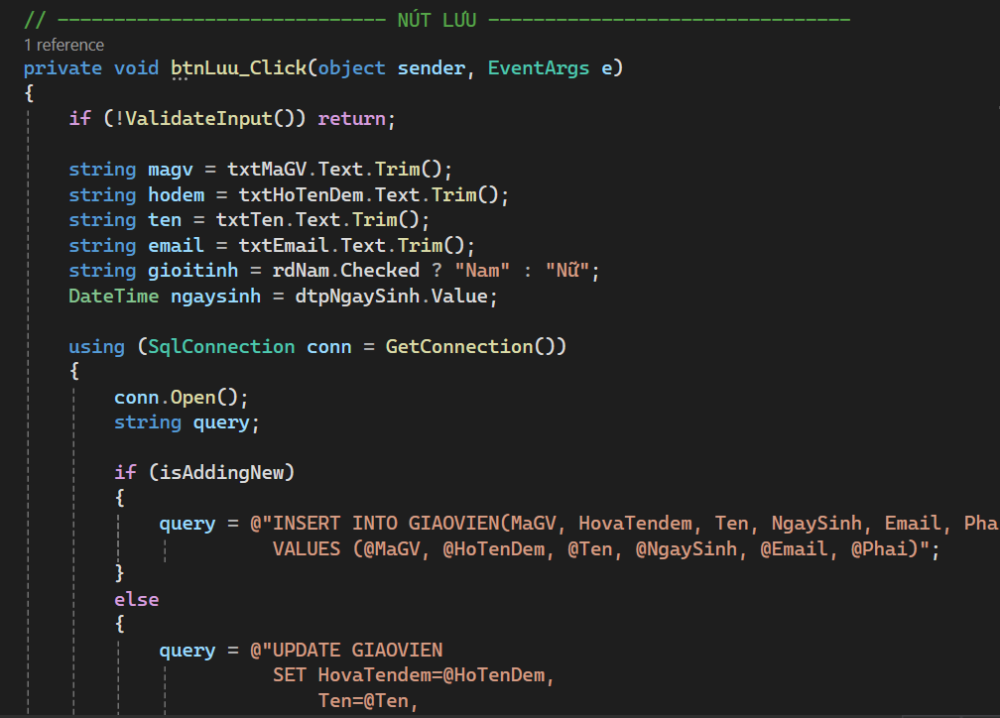 // ----------------------------- NÚT LƯU --------------------------------
1 reference
private void btnLuu_Click(object sender, EventArgs e)
{
if (!ValidateInput()) return;
string magv = txtMaGV.Text.Trim();
string hodem = txtHoTenDem.Text.Trim();
string ten = txtTen.Text.Trim();
string email = txtEmail.Text.Trim();
string gioitinh = rdNam.Checked ? "Nam" : "Nữ";
DateTime ngaysinh = dtpNgaySinh.Value;
using (SqlConnection conn = GetConnection())
{
conn.Open();
string query;
if (isAddingNew)
{
query = @"INSERT INTO GIAOVIEN(MaGV, HovaTendem, Ten, NgaySinh, Email, Pha
VALUES (@MaGV, @HoTenDem, @Ten, @NgaySinh, @Email, @Phai)";
}
else
{
query = @"UPDATE GIAOVIEN
SET HovaTendem=@HoTenDem,
Ten=@Ten,